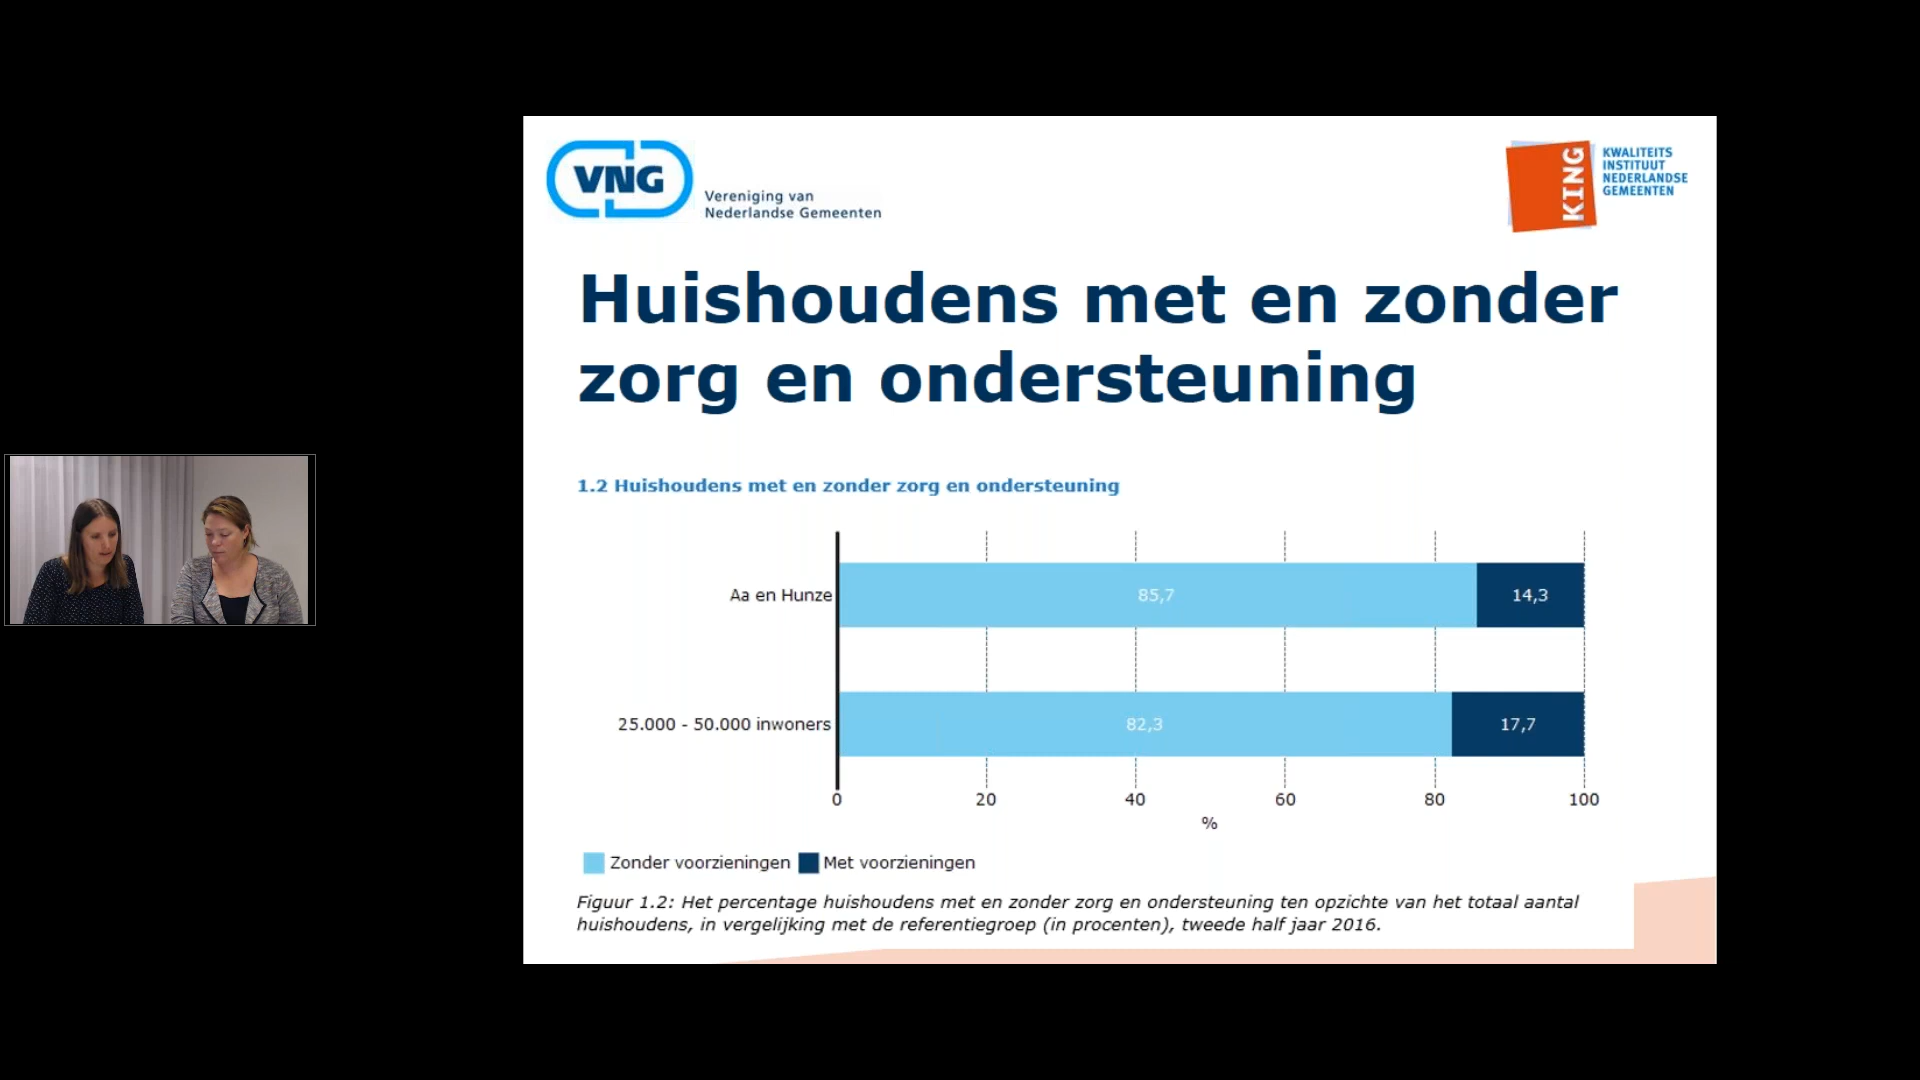 VNG
Vereniging van
Nederlandse Gemeenten
KING
KWALITEITS
INSTITUUT
NEDERLANDSE
GEMEENTEN
Huishoudens met en zonder
zorg en ondersteuning
1.2 Huishoudens met en zonder zorg en ondersteuning
Aa en Hunze
85,7
14,3
25.000 - 50.000 inwoners
82,3
17,7
0 20 40 60 80 100
%
Zonder voorzieningen Met voorzieningen
Figuur 1.2: Het percentage huishoudens met en zonder zorg en ondersteuning ten opzichte van het totaal aantal
huishoudens, in vergelijking met de referentiegroep (in procenten), tweede half jaar 2016.